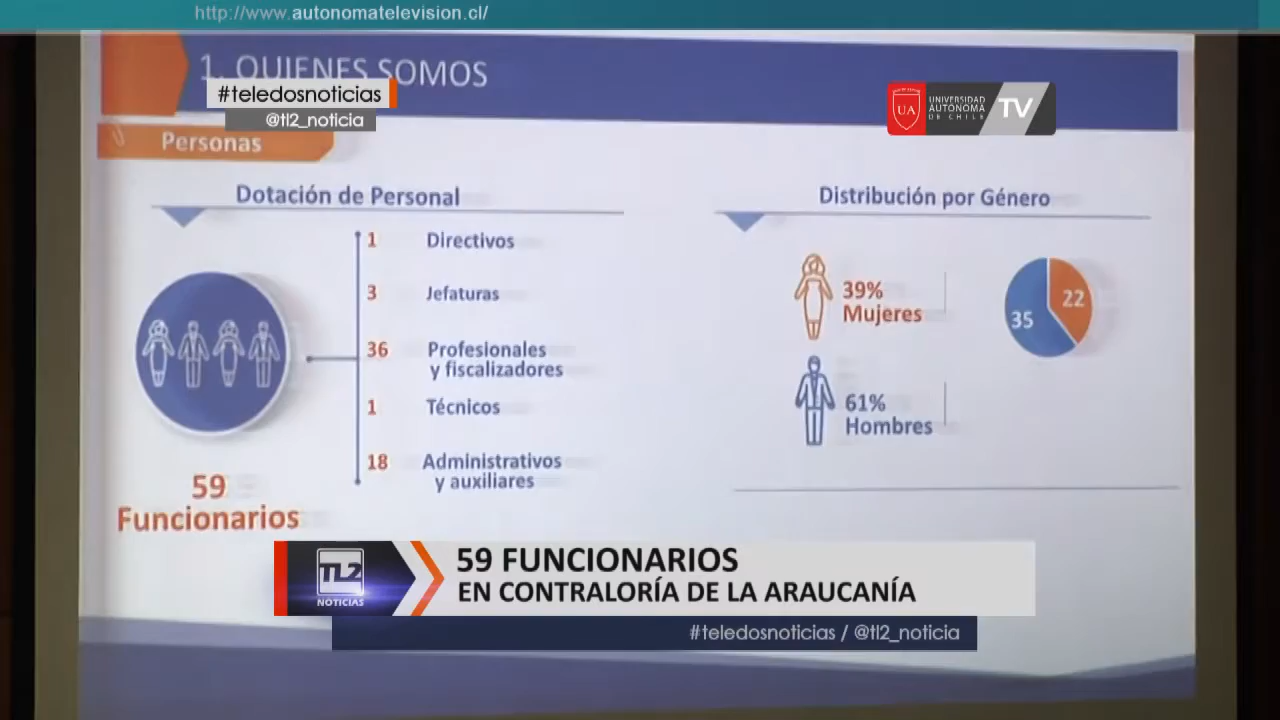 http://www.autonomatelevision.cl/
1. QUIENES SOMOS
#teledosnoticias
@tl2_noticia
UA
UNIVERSIDAD
AUTÓNOMA
DE CHILE
TV
Personas
Dotación de Personal
1 Directivos
3 Jefaturas
36 Profesionales
y fiscalizadores
1 Técnicos
18 Administrativos
y auxiliares
59
Funcionarios
Distribución por Género
39%
Mujeres
61%
Hombres
22
35
TL2
NOTICIAS
59 FUNCIONARIOS
EN CONTRALORÍA DE LA ARAUCANÍA
#teledosnoticias / @tl2_noticia